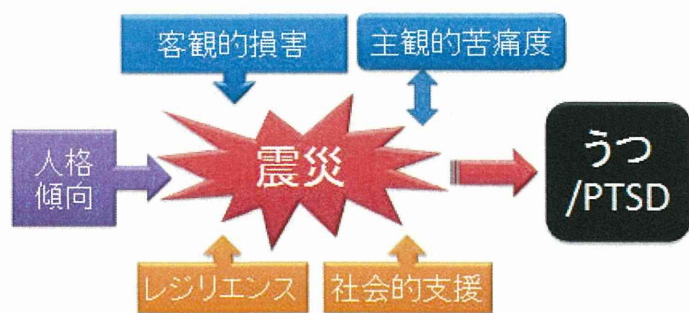 客観的損害
主観的苦痛度
人格
傾向
震災
うつ
/PTSD
レジリエンス
社会的支援